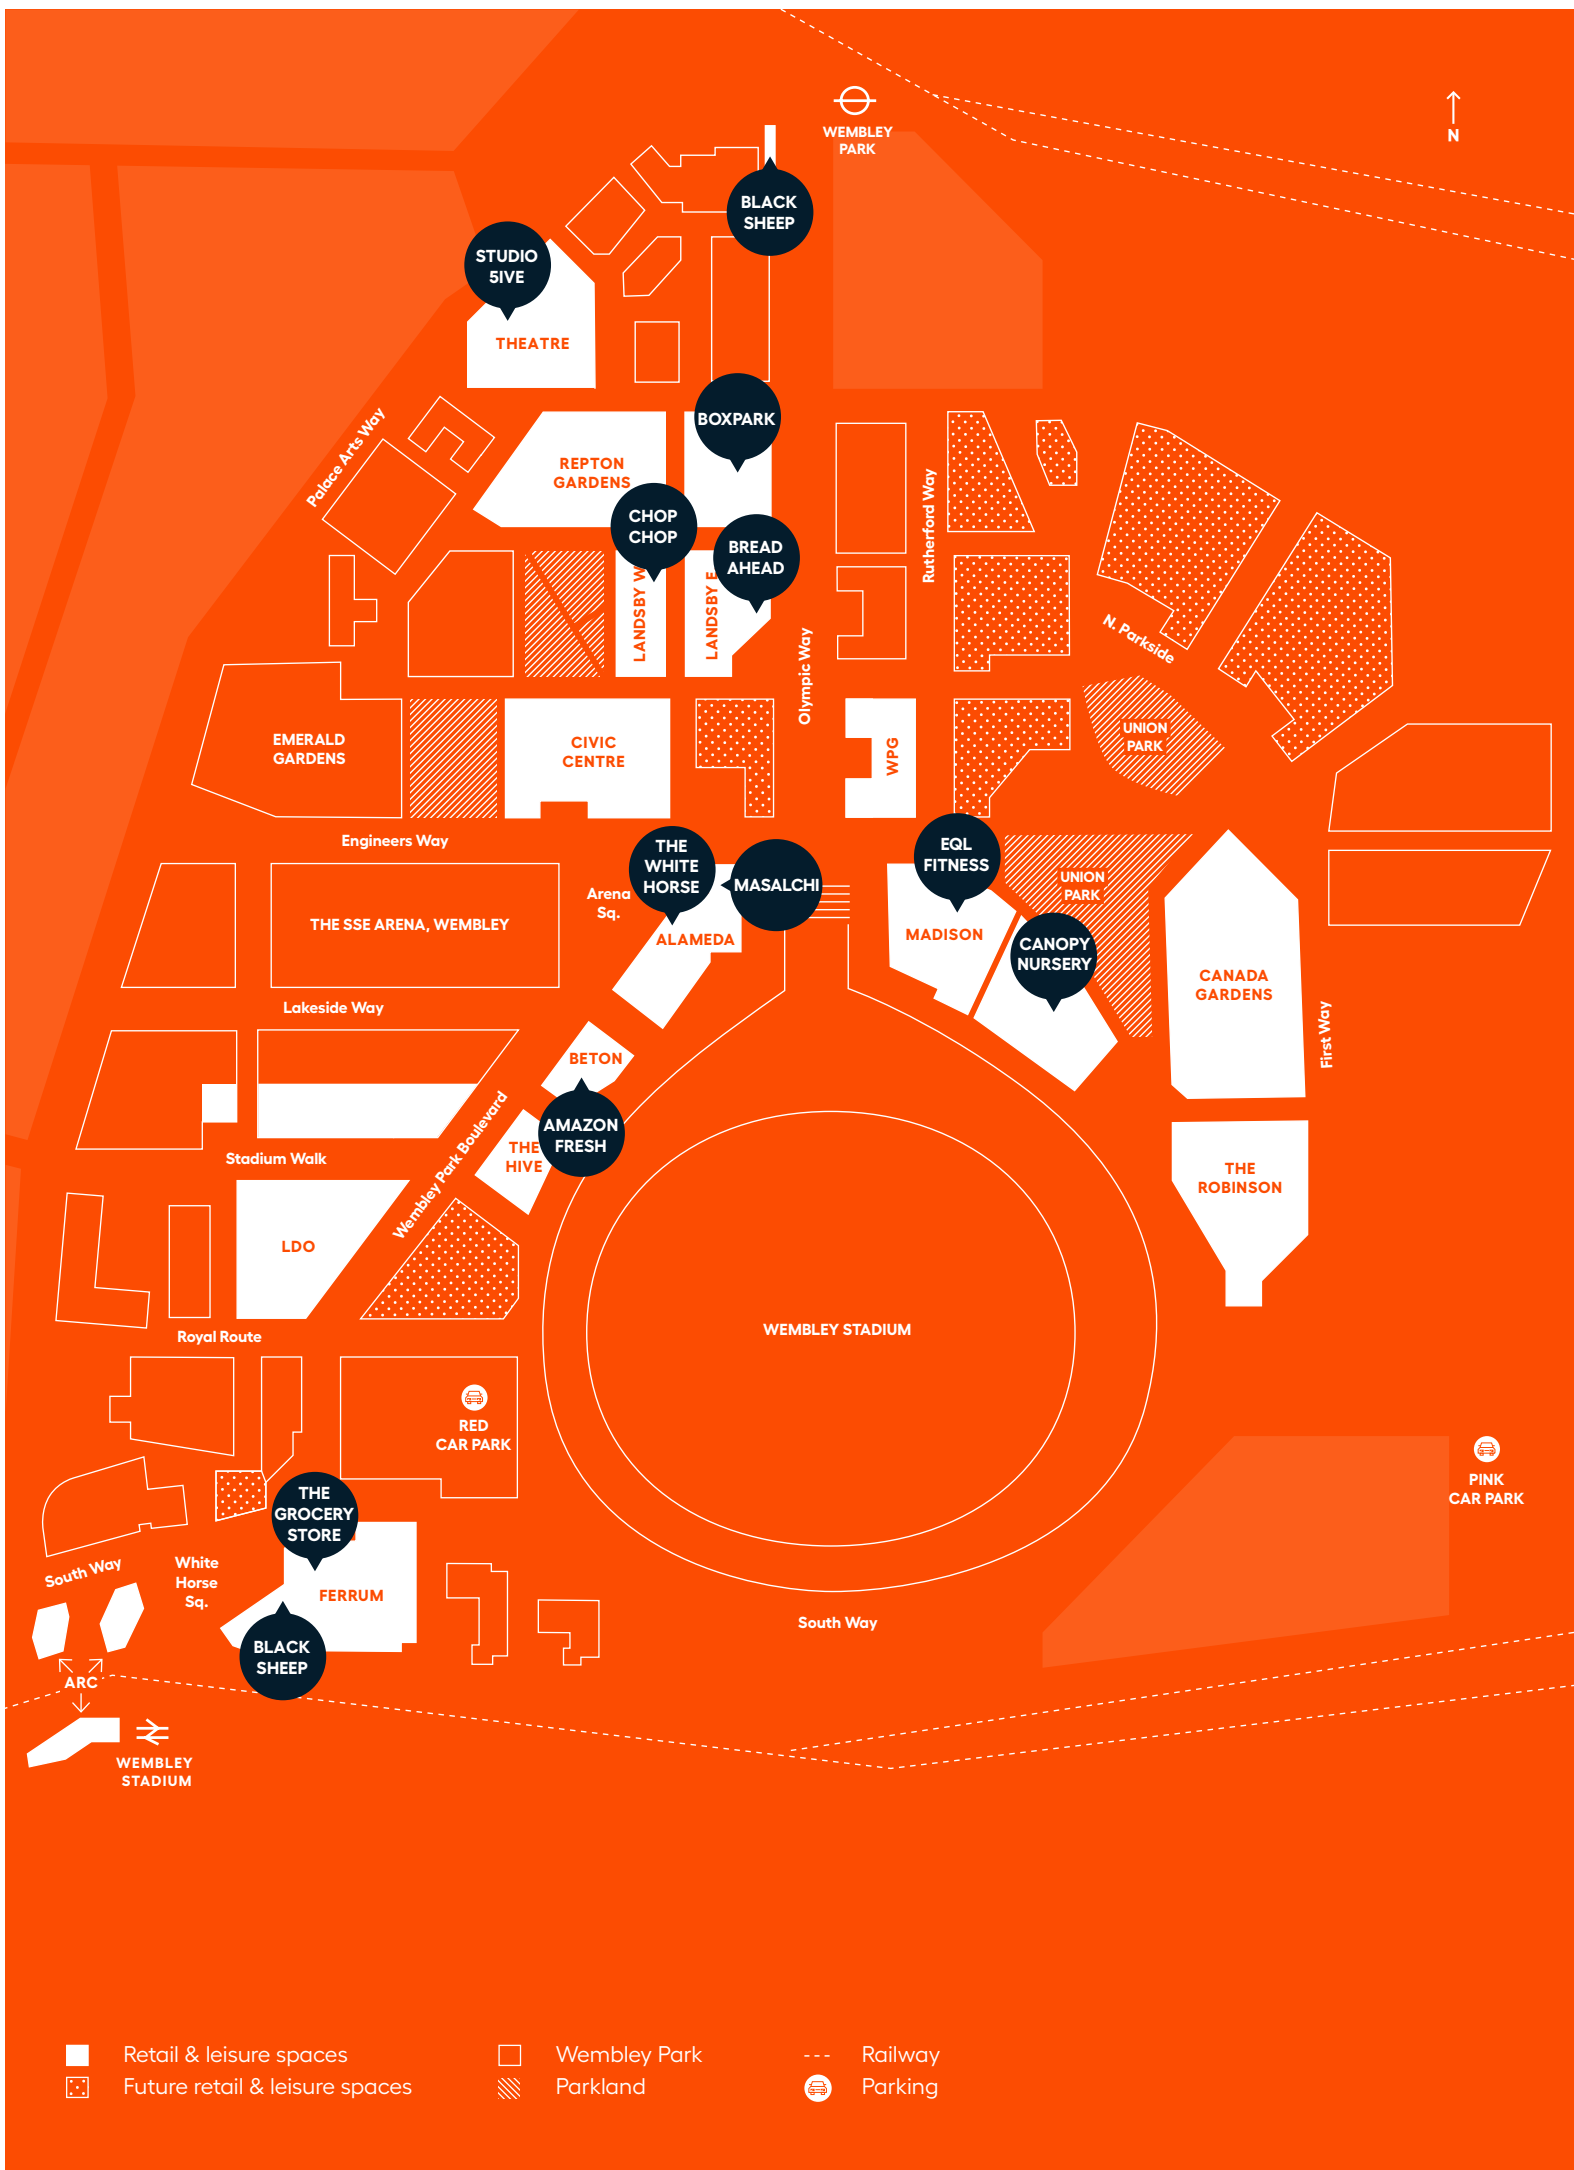 WEMBLEY
PARK
N
BLACK
SHEEP
STUDIO
5IVE
THEATRE
BOXPARK
Palace Arts Way
REPTON
GARDENS
CHOP
CHOP
BREAD
AHEAD
LANDSBY W
LANDSBY E
Rutherford Way
N. Parkside
Olympic Way
EMERALD
GARDENS
CIVIC
CENTRE
WPG
UNION
PARK
Engineers Way
THE
WHITE
HORSE
MASALCHI
EQL
FITNESS
UNION
PARK
Arena
Sq.
THE SSE ARENA, WEMBLEY
ALAMEDA
MADISON
CANOPY
NURSERY
CANADA
GARDENS
Lakeside Way
First Way
BETON
AMAZON
FRESH
THE
HIVE
Wembley Park Boulevard
Stadium Walk
THE
ROBINSON
LDO
WEMBLEY STADIUM
Royal Route
RED
CAR PARK
PINK
CAR PARK
THE
GROCERY
STORE
South Way
White
Horse
Sq.
FERRUM
South Way
BLACK
SHEEP
ARC
WEMBLEY
STADIUM
Retail & leisure spaces
Future retail & leisure spaces
Wembley Park
Parkland
Railway
Parking